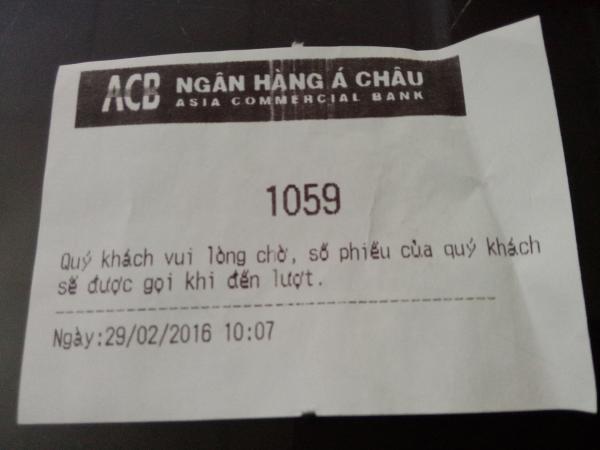 ACB NGÂN HÀNG Á CHÂU
ASIA COMMERCIAL BANK
1059
Quý khách vui lòng chờ, số phiếu của quý khách
sẽ được gọi khi đến lượt.
Ngày:29/02/2016 10:07